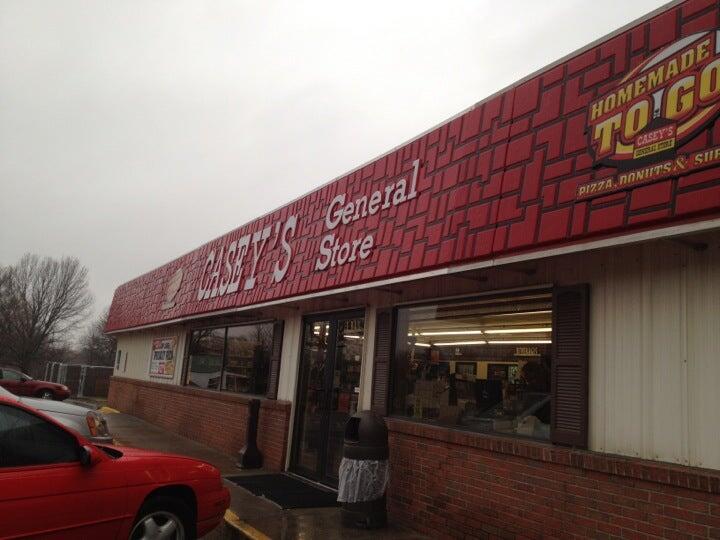 CASEY'S General
Store
HOMEMADE
TO GO
CASEY'S
GENERAL STORE
PIZZA, DONUTS & SUB